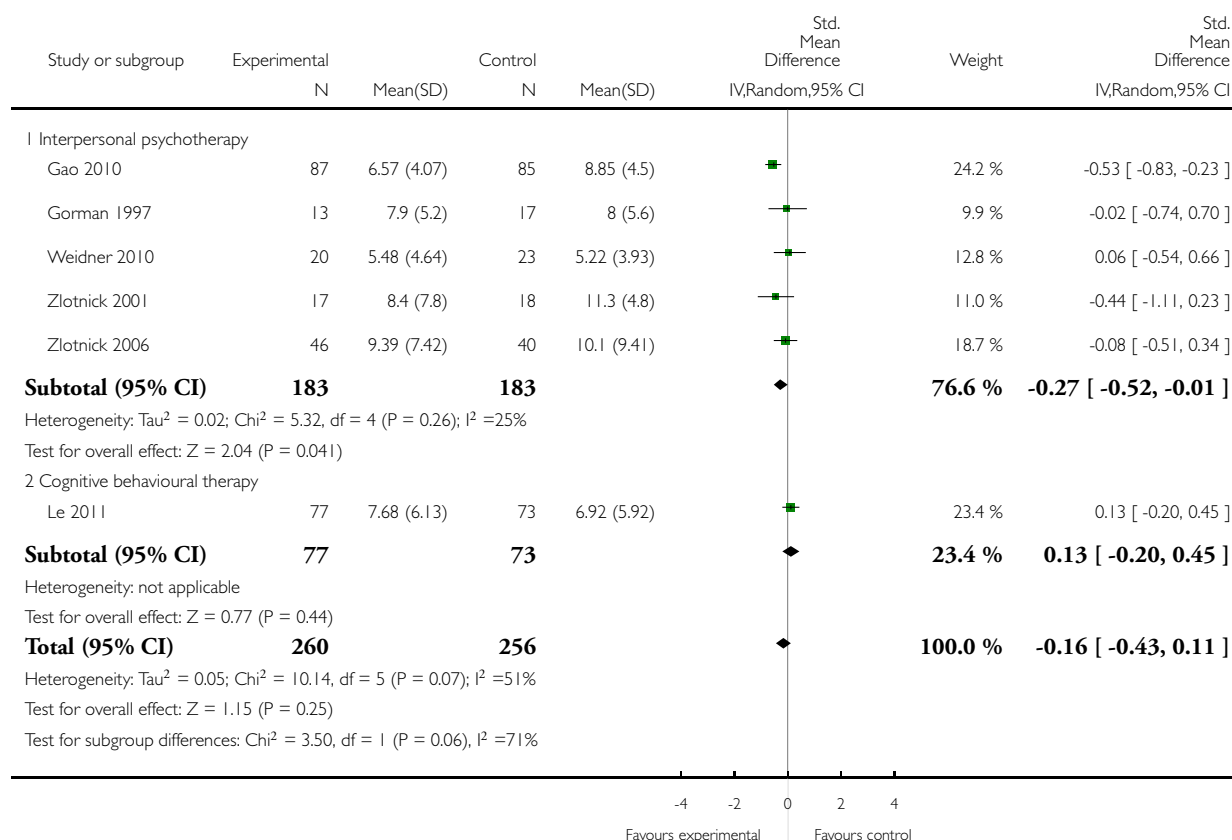 Std. Mean Difference Std. Mean Difference
Study or subgroup Experimental Control Weight
N Mean(SD) N Mean(SD) IV,Random,95% CI IV,Random,95% CI
1 Interpersonal psychotherapy
Gao 2010 87 6.57 (4.07) 85 8.85 (4.5) 24.2 % -0.53 [ -0.83, -0.23 ]
Gorman 1997 13 7.9 (5.2) 17 8 (5.6) 9.9 % -0.02 [ -0.74, 0.70 ]
Weidner 2010 20 5.48 (4.64) 23 5.22 (3.93) 12.8 % 0.06 [ -0.54, 0.66 ]
Zlotnick 2001 17 8.4 (7.8) 18 11.3 (4.8) 11.0 % -0.44 [ -1.11, 0.23 ]
Zlotnick 2006 46 9.39 (7.42) 40 10.1 (9.41) 18.7 % -0.08 [ -0.51, 0.34 ]
Subtotal (95% CI) 183 183 76.6 % -0.27 [ -0.52, -0.01 ]
Heterogeneity: Tau² = 0.02; Chi² = 5.32, df = 4 (P = 0.26); I² =25%
Test for overall effect: Z = 2.04 (P = 0.041)
2 Cognitive behavioural therapy
Le 2011 77 7.68 (6.13) 73 6.92 (5.92) 23.4 % 0.13 [ -0.20, 0.45 ]
Subtotal (95% CI) 77 73 23.4 % 0.13 [ -0.20, 0.45 ]
Heterogeneity: not applicable
Test for overall effect: Z = 0.77 (P = 0.44)
Total (95% CI) 260 256 100.0 % -0.16 [ -0.43, 0.11 ]
Heterogeneity: Tau² = 0.05; Chi² = 10.14, df = 5 (P = 0.07); I² =51%
Test for overall effect: Z = 1.15 (P = 0.25)
Test for subgroup differences: Chi² = 3.50, df = 1 (P = 0.06), I² =71%
-4 -2 0 2 4
Favours experimental Favours control